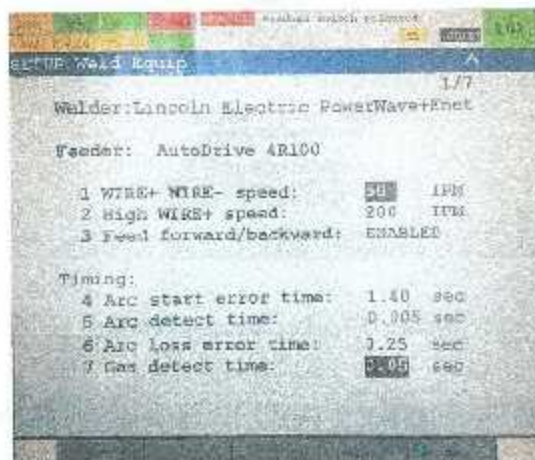 SETUP Weld Equip
1/7
Welder:Lincoln Electric PowerWave+Enet
Feeder: AutoDrive 4R100
1 WIRE+ WIRE- speed: 50 IPM
2 High WIRE+ speed: 200 IPM
3 Feed forward/backward: ENABLED
Timing:
4 Arc start error time: 1.40 sec
5 Arc detect time: 0.005 sec
6 Arc Loss error time: 0.25 sec
7 Gas detect time: 0.05 sec